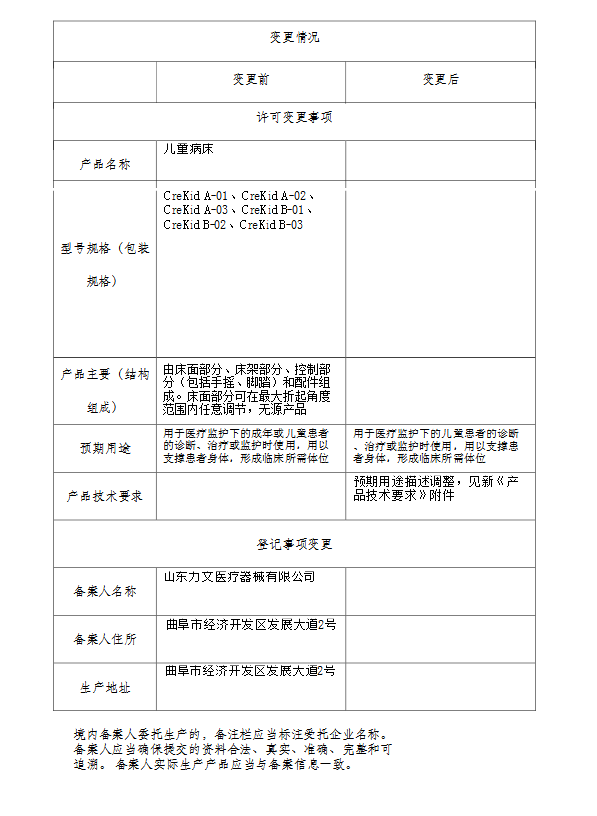 变更情况
变更前
变更后
许可变更事项
产品名称
儿童病床
型号规格（包装
规格）
CreKid A-01、CreKid A-02、
CreKid A-03、CreKid B-01、
CreKid B-02、CreKid B-03
产品主要（结构
组成）
由床面部分、床架部分、控制部
分（包括手摇、脚踏）和配件组
成。床面部分可在最大折起角度
范围内任意调节，无源产品
预期用途
用于医疗监护下的成年或儿童患者
的诊断、治疗或监护时使用，用以
支撑患者身体，形成临床所需体位
用于医疗监护下的儿童患者的诊断
、治疗或监护时使用，用以支撑患
者身体，形成临床所需体位
产品技术要求
预期用途描述调整，见新《产
品技术要求》附件
登记事项变更
备案人名称
山东力文医疗器械有限公司
备案人住所
曲阜市经济开发区发展大道2号
生产地址
曲阜市经济开发区发展大道2号
境内备案人委托生产的，备注栏应当标注受托企业名称。
备案人应当确保提交的资料合法、真实、准确、完整和可
追溯。 备案人实际生产产品应当与备案信息一致。